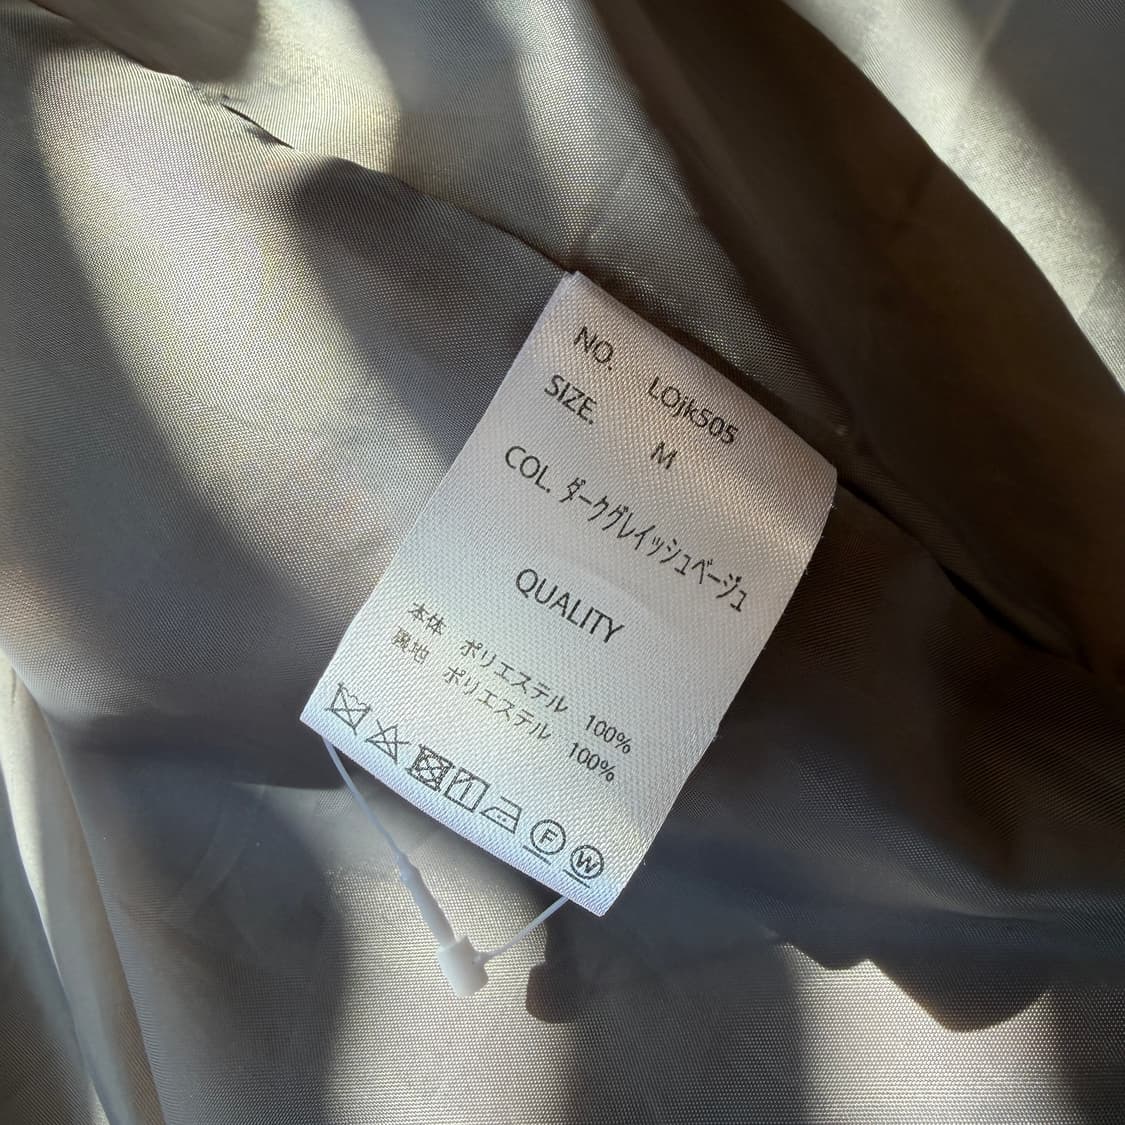 NO. LOjk505
SIZE. M
COL. ダークグレイッシュベージュ
QUALITY
本体 ポリエステル 100%
裏地 ポリエステル 100%
F W